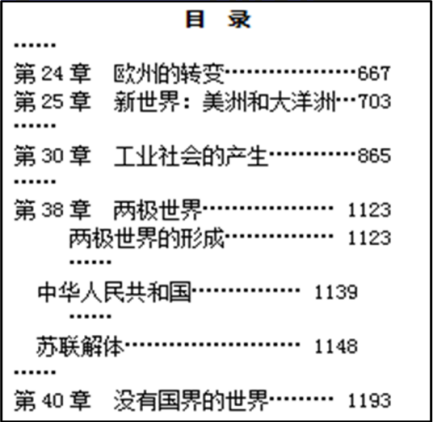 目 录
……
第 24 章 欧洲的转变………………667
第 25 章 新世界：美洲和大洋洲…703
……
第 30 章 工业社会的产生…………865
……
第 38 章 两极世界……………… 1123
两极世界的形成…………… 1123
……
中华人民共和国…………… 1139
……
苏联解体…………………… 1148
……
第 40 章 没有国界的世界……… 1193